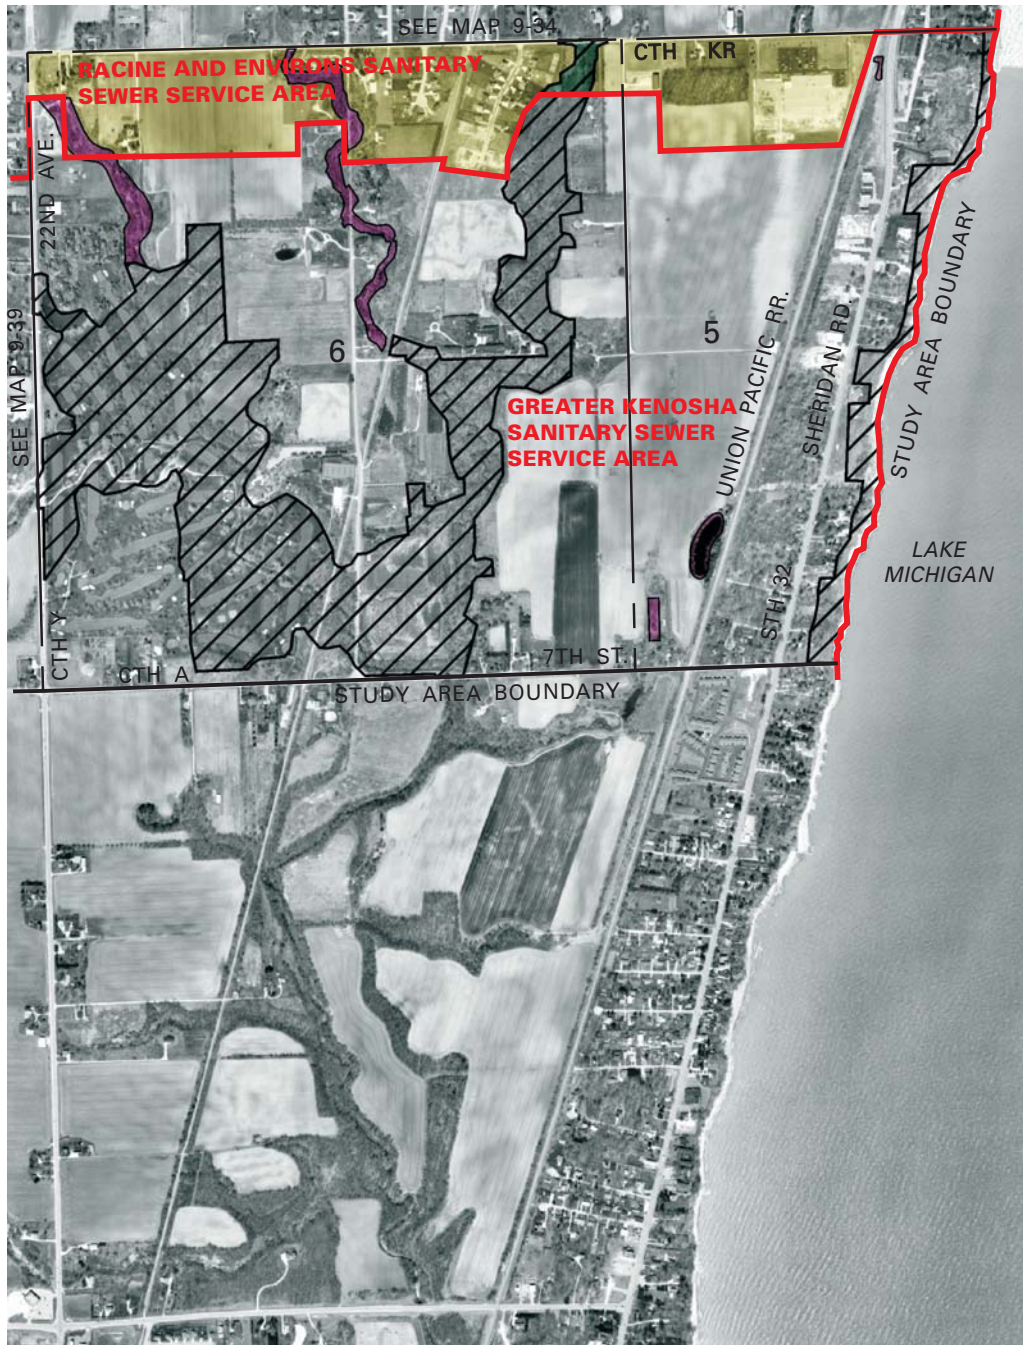 SEE MAP 9-34
CTH KR
RACINE AND ENVIRONS SANITARY
SEWER SERVICE AREA
22ND AVE.
SEE MAP 9-39
6
5
UNION PACIFIC RR.
SHERIDAN RD.
STUDY AREA BOUNDARY
GREATER KENOSHA
SANITARY SEWER
SERVICE AREA
LAKE
MICHIGAN
STH 32
CTH Y
CTH A
7TH ST.
STUDY AREA BOUNDARY